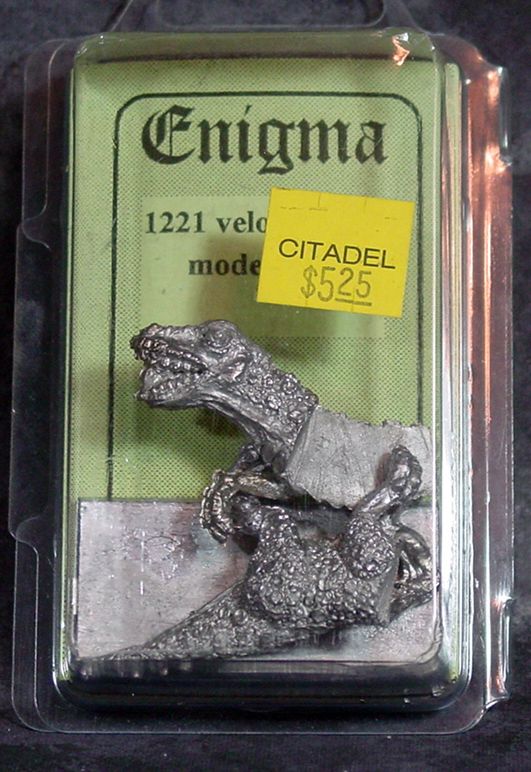 Enigma
1221 velo
mode
CITADEL
$525